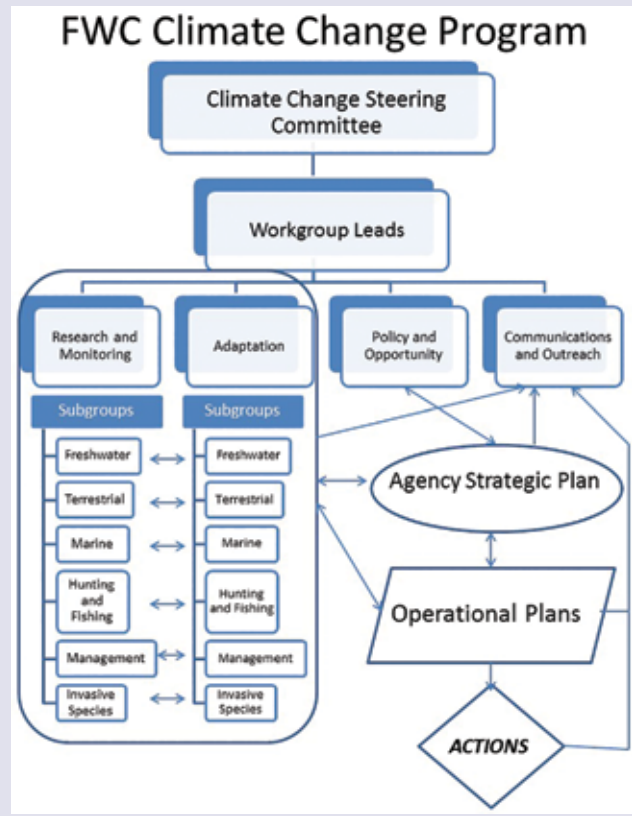 FWC Climate Change Program
Climate Change Steering
Committee
Workgroup Leads
Research and
Monitoring
Adaptation
Policy and
Opportunity
Communications
and Outreach
Subgroups
Freshwater
Terrestrial
Marine
Hunting
and
Fishing
Management
Invasive
Species
Subgroups
Freshwater
Terrestrial
Marine
Hunting
and Fishing
Management
Invasive
Species
Agency Strategic Plan
Operational Plans
ACTIONS